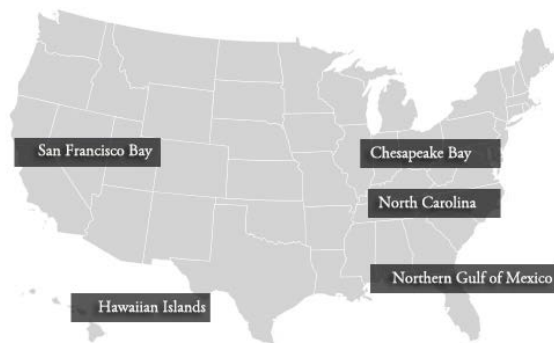 San Francisco Bay
Chesapeake Bay
North Carolina
Northern Gulf of Mexico
Hawaiian Islands